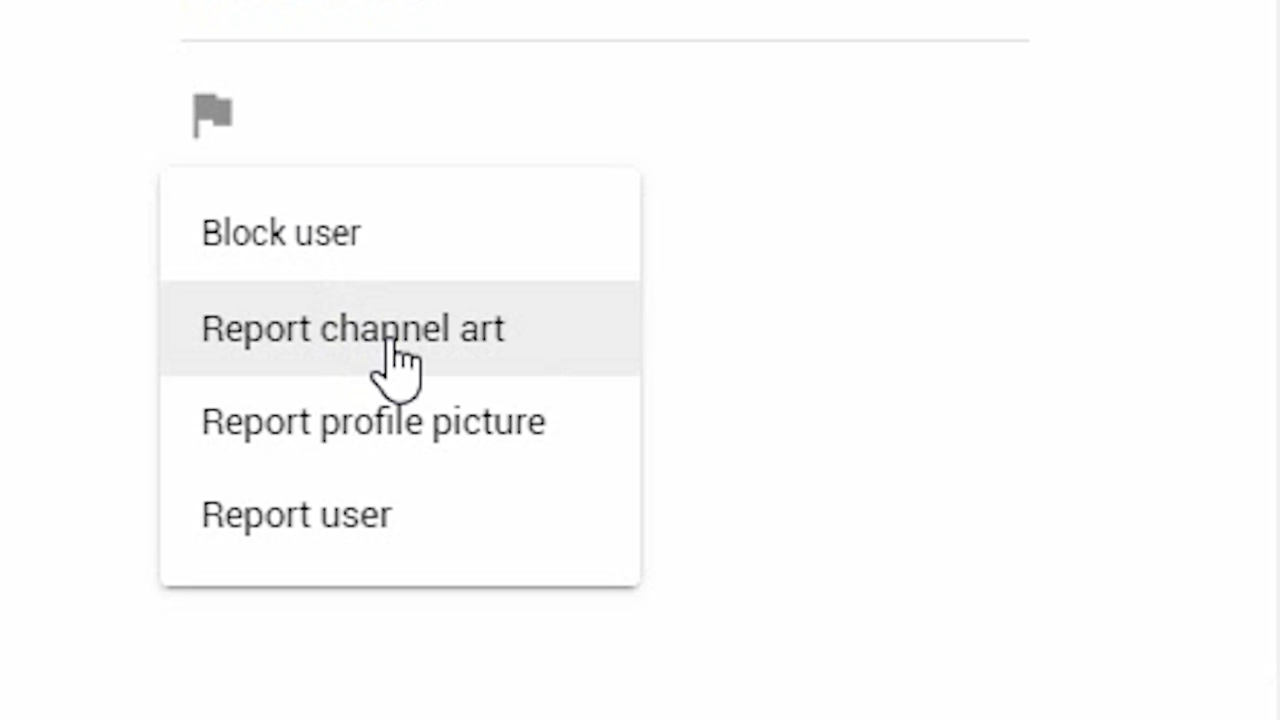 Block user
Report channel art
Report profile picture
Report user